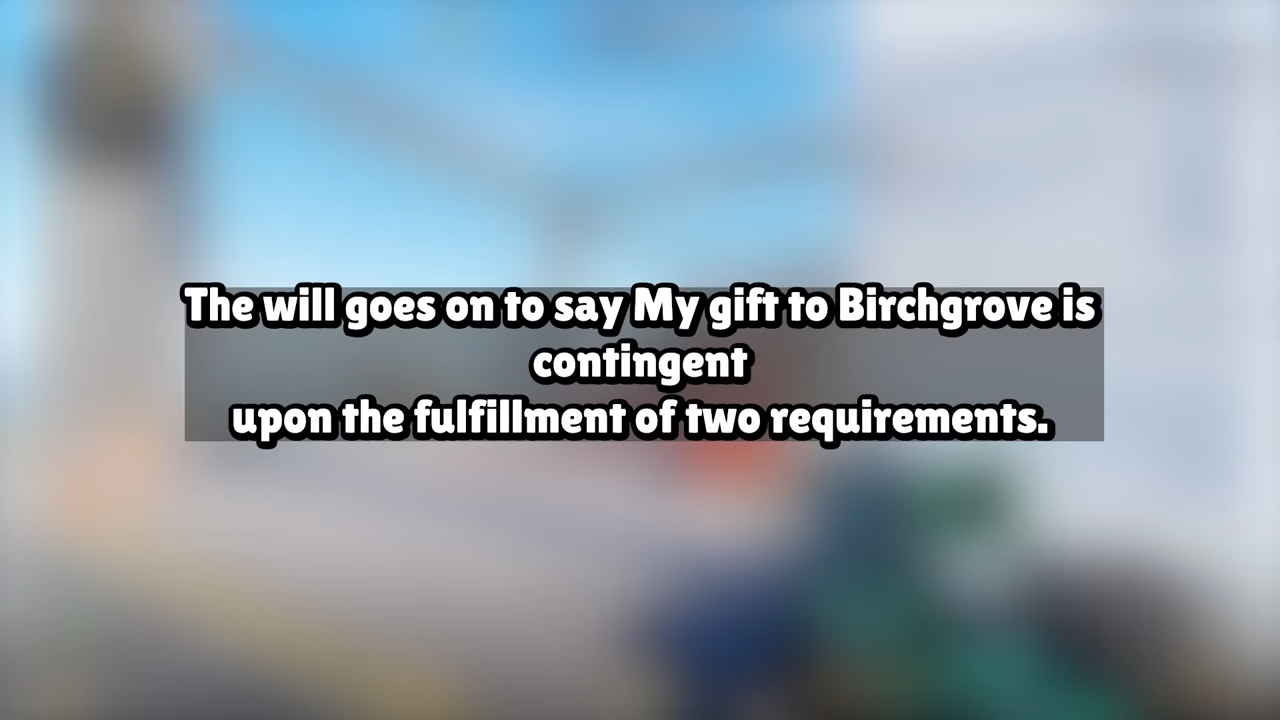 The will goes on to say My gift to Birchgrove is
contingent
upon the fulfillment of two requirements.